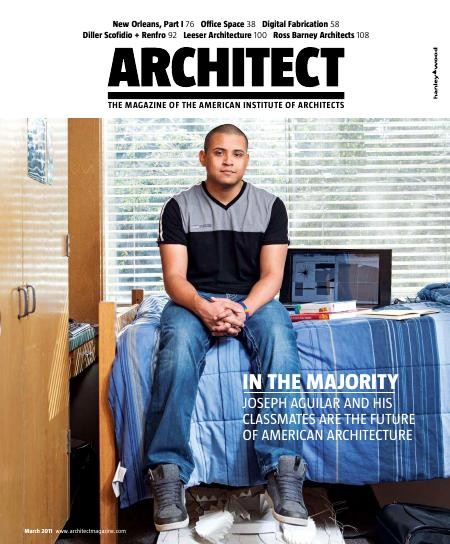 New Orleans, Part I 76 Office Space 38 Digital Fabrication 58
Diller Scofidio + Renfro 92 Leeser Architecture 100 Ross Barney Architects 108
hanley▲wood
ARCHITECT
THE MAGAZINE OF THE AMERICAN INSTITUTE OF ARCHITECTS
IN THE MAJORITY
JOSEPH AGUILAR AND HIS
CLASSMATES ARE THE FUTURE
OF AMERICAN ARCHITECTURE
March 2011 www.architectmagazine.com